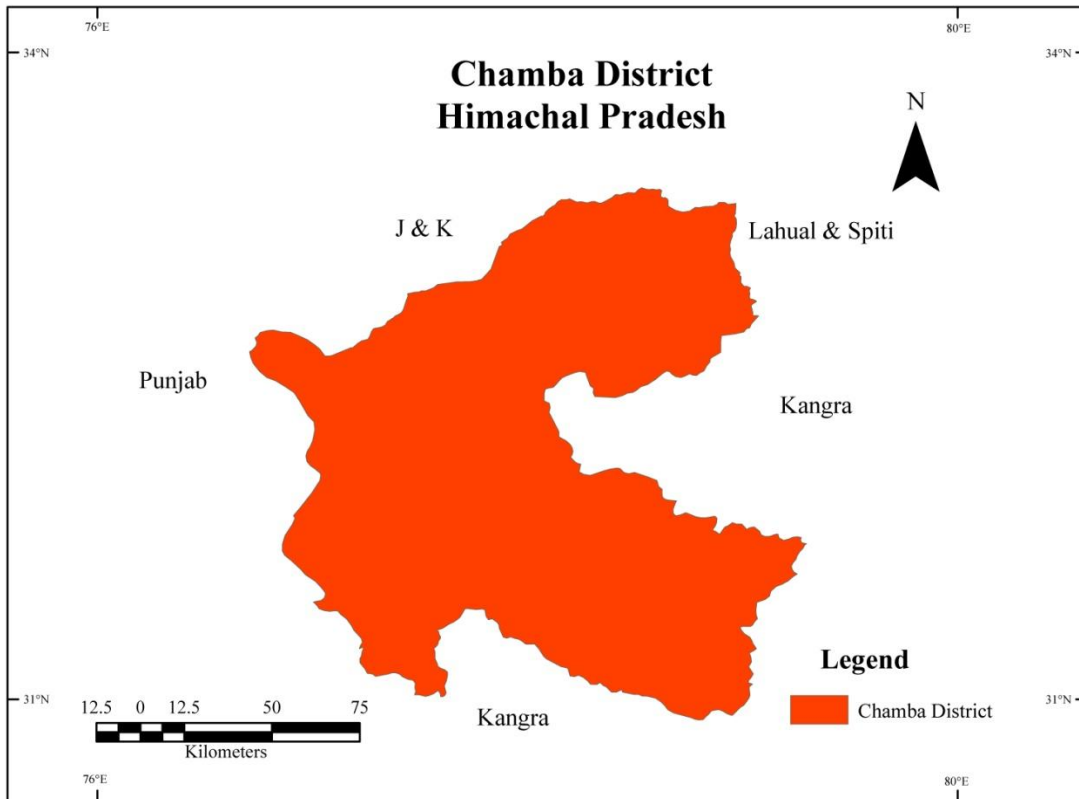 76°E
80°E
34°N
34°N
Chamba District
Himachal Pradesh
N
J & K
Lahual & Spiti
Punjab
Kangra
Legend
Chamba District
31°N
31°N
12.5 0 12.5 50 75
Kilometers
Kangra
76°E
80°E